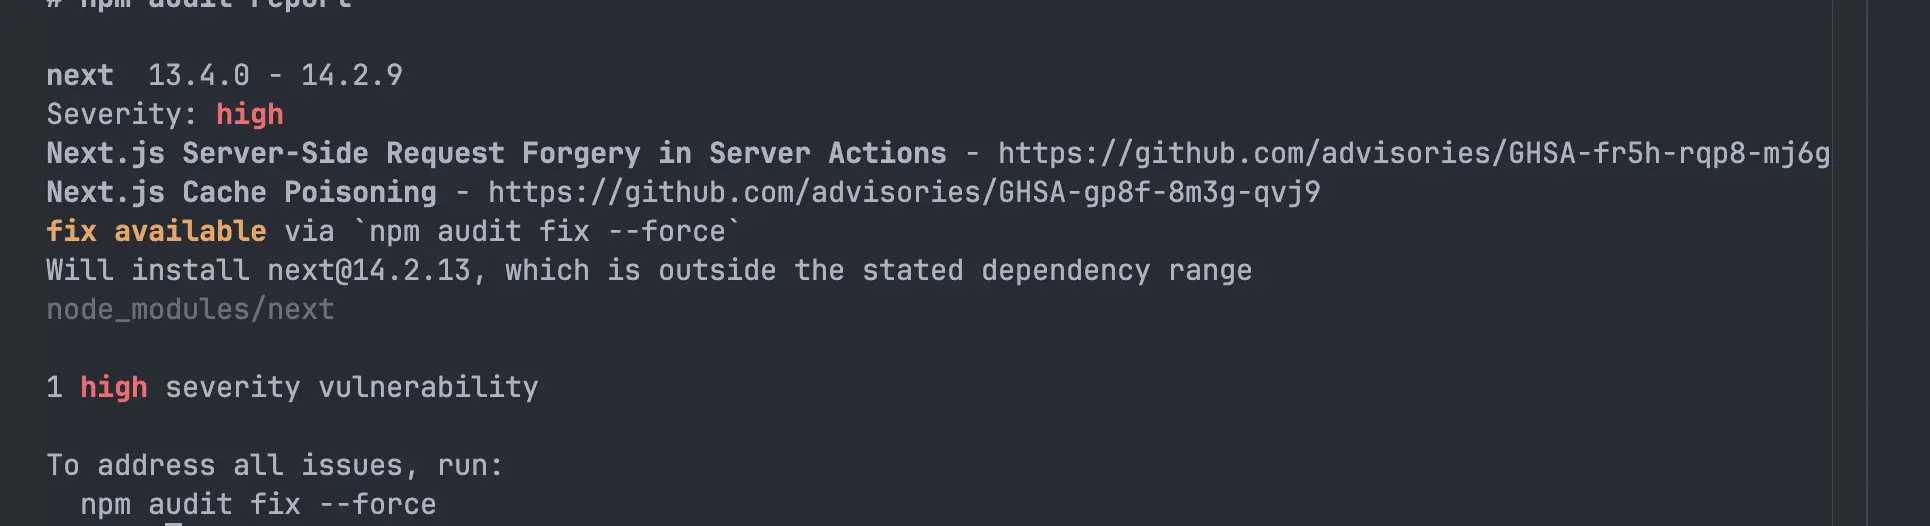 # npm audit report
next 13.4.0 - 14.2.9
Severity: high
Next.js Server-Side Request Forgery in Server Actions - https://github.com/advisories/GHSA-fr5h-rqp8-mj6g
Next.js Cache Poisoning - https://github.com/advisories/GHSA-gp8f-8m3g-qvj9
fix available via `npm audit fix --force`
Will install next@14.2.13, which is outside the stated dependency range
node_modules/next
1 high severity vulnerability
To address all issues, run:
npm audit fix --force